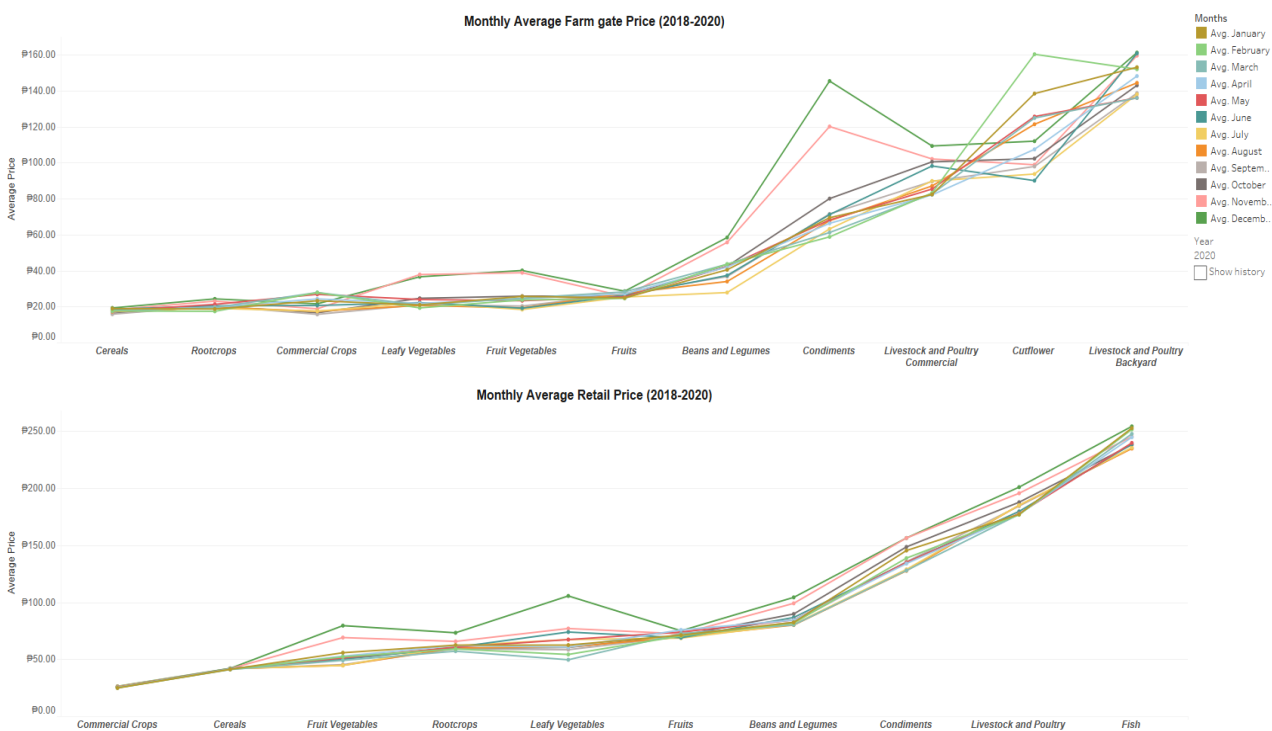 Monthly Average Farm gate Price (2018-2020)
Average Price
₱160.00
₱140.00
₱120.00
₱100.00
₱80.00
₱60.00
₱40.00
₱20.00
₱0.00
Cereals
Rootcrops
Commercial Crops
Leafy Vegetables
Fruit Vegetables
Fruits
Beans and Legumes
Condiments
Livestock and Poultry
Commercial
Cutflower
Livestock and Poultry
Backyard
Months
Avg. January
Avg. February
Avg. March
Avg. April
Avg. May
Avg. June
Avg. July
Avg. August
Avg. Septem..
Avg. October
Avg. Novemb..
Avg. Decemb..
Year
2020
Show history
Monthly Average Retail Price (2018-2020)
Average Price
₱250.00
₱200.00
₱150.00
₱100.00
₱50.00
₱0.00
Commercial Crops
Cereals
Fruit Vegetables
Rootcrops
Leafy Vegetables
Fruits
Beans and Legumes
Condiments
Livestock and Poultry
Fish